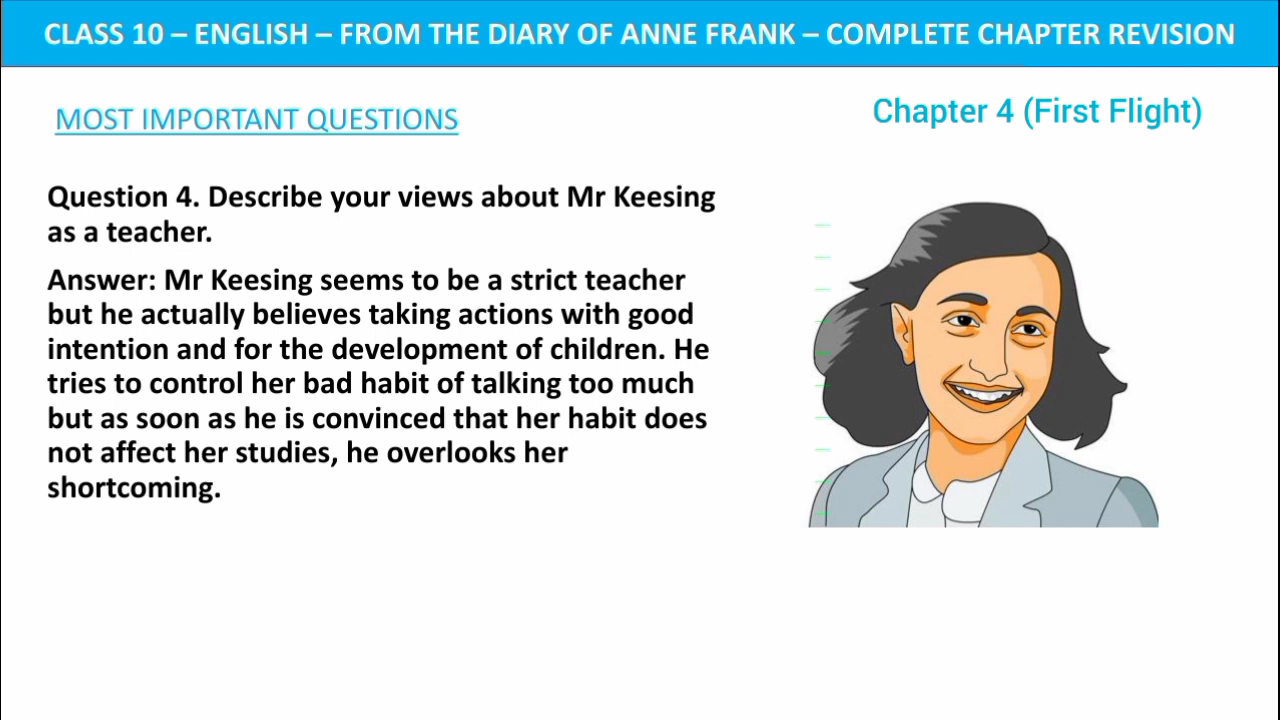 CLASS 10 – ENGLISH – FROM THE DIARY OF ANNE FRANK – COMPLETE CHAPTER REVISION
MOST IMPORTANT QUESTIONS
Chapter 4 (First Flight)
Question 4. Describe your views about Mr Keesing
as a teacher.
Answer: Mr Keesing seems to be a strict teacher
but he actually believes taking actions with good
intention and for the development of children. He
tries to control her bad habit of talking too much
but as soon as he is convinced that her habit does
not affect her studies, he overlooks her
shortcoming.